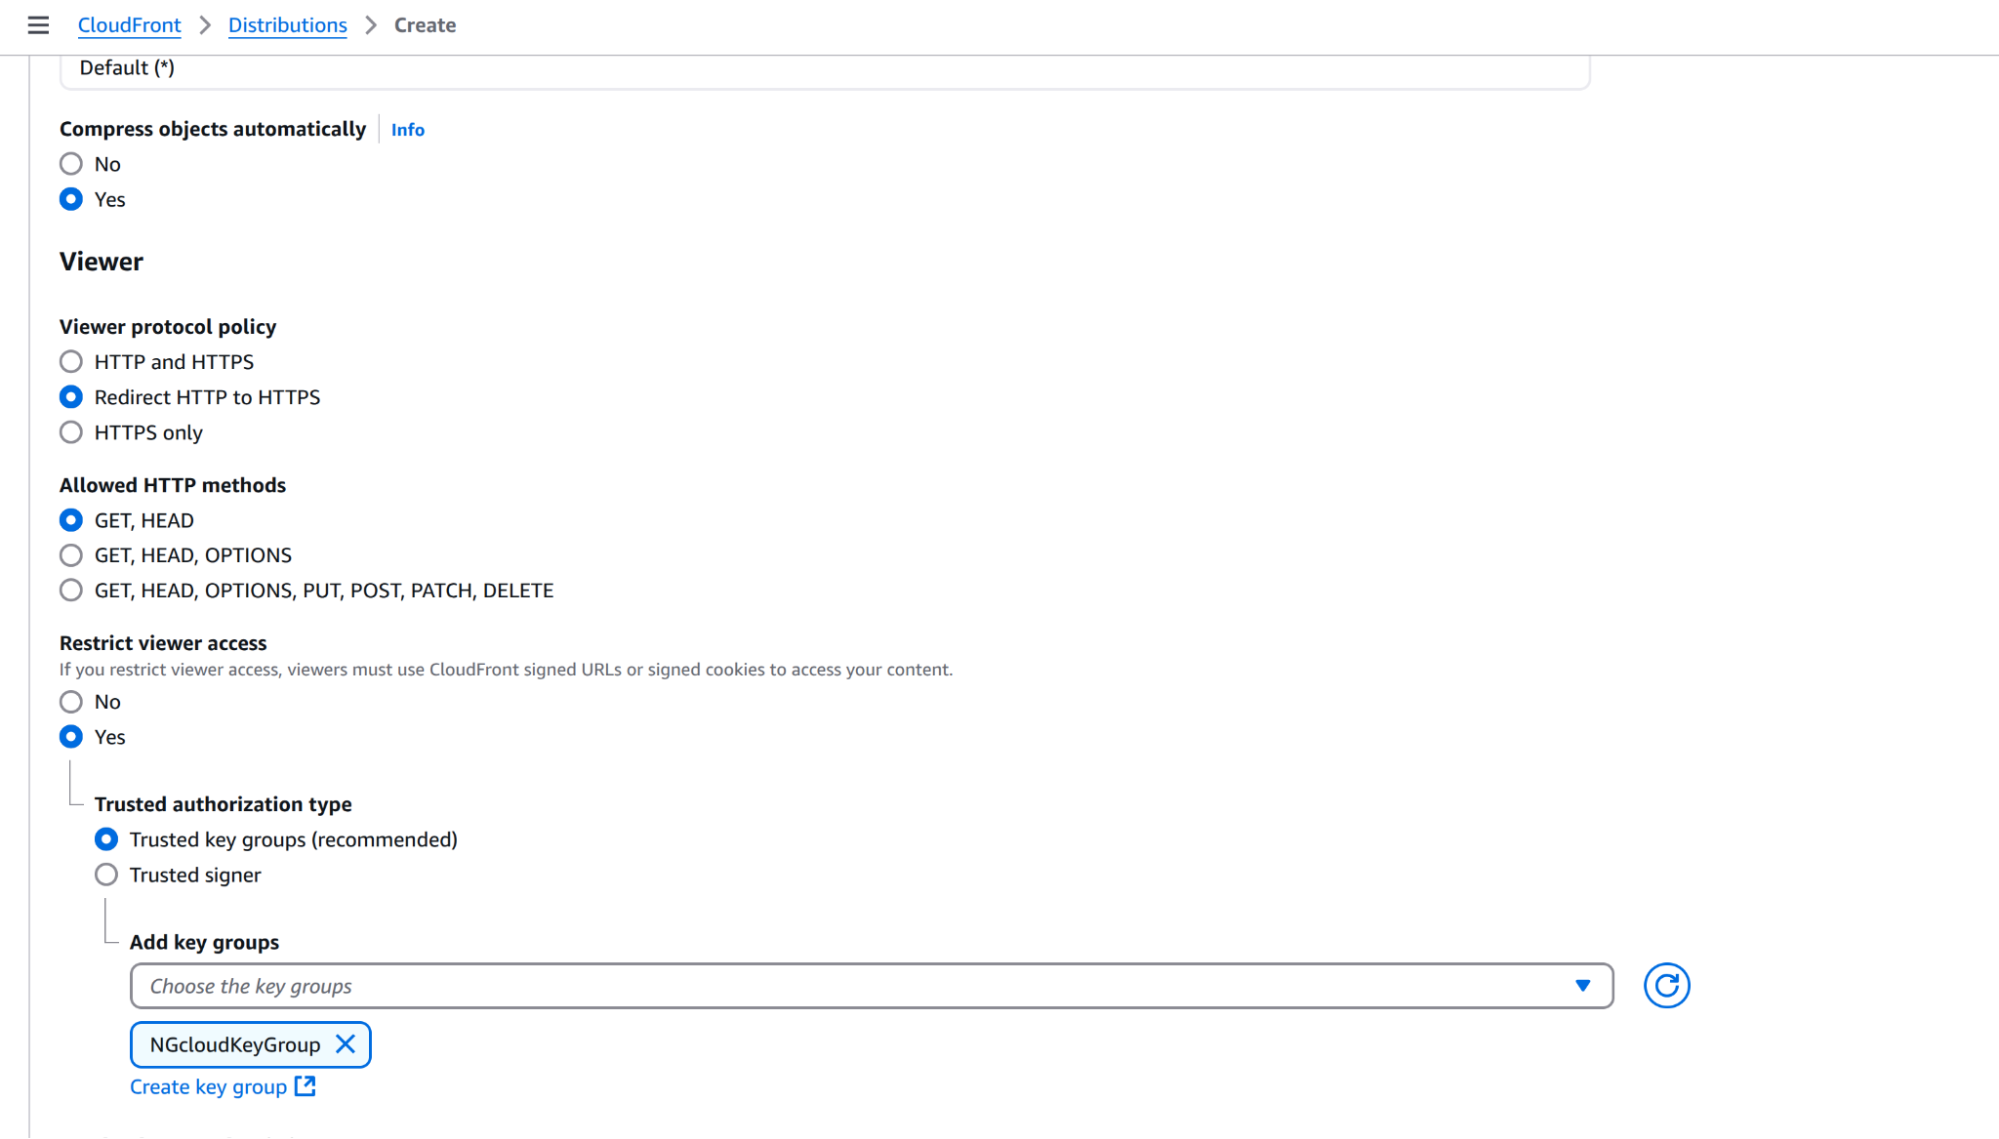 CloudFront > Distributions > Create
Default (*)
Compress objects automatically | Info
No
Yes
Viewer
Viewer protocol policy
HTTP and HTTPS
Redirect HTTP to HTTPS
HTTPS only
Allowed HTTP methods
GET, HEAD
GET, HEAD, OPTIONS
GET, HEAD, OPTIONS, PUT, POST, PATCH, DELETE
Restrict viewer access
If you restrict viewer access, viewers must use CloudFront signed URLs or signed cookies to access your content.
No
Yes
Trusted authorization type
Trusted key groups (recommended)
Trusted signer
Add key groups
Choose the key groups
NGcloudKeyGroup
Create key group